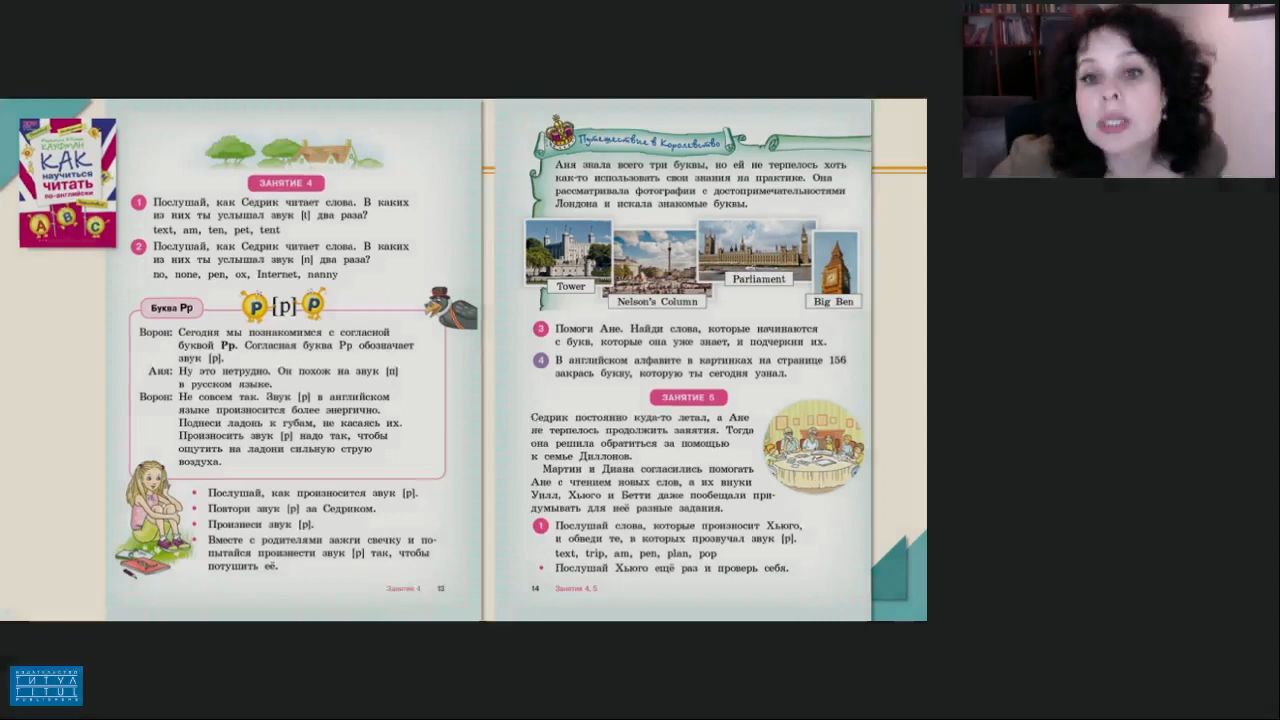 КАУФМАН
КАК
научиться
ЧИТАТЬ
по-английски
A B C
ЗАНЯТИЕ 4
1 Послушай, как Седрик читает слова. В каких
из них ты услышал звук [t] два раза?
text, am, ten, pet, tent
2 Послушай, как Седрик читает слова. В каких
из них ты услышал звук [n] два раза?
no, none, pen, ox, Internet, nanny
Буква Pp
P [p] P
Ворон: Сегодня мы познакомимся с согласной
буквой Pp. Согласная буква Pp обозначает
звук [p].
Аня: Ну это нетрудно. Он похож на звук [п]
в русском языке.
Ворон: Не совсем так. Звук [p] в английском
языке произносится более энергично.
Поднеси ладонь к губам, не касаясь их.
Произносить звук [p] надо так, чтобы
ощутить на ладони сильную струю
воздуха.
• Послушай, как произносится звук [p].
• Повтори звук [p] за Седриком.
• Произнеси звук [p].
• Вместе с родителями зажги свечку и по-
пытайся произнести звук [p] так, чтобы
потушить её.
Занятие 4 13
Путешествие в Королевство
Аня знала всего три буквы, но ей не терпелось хоть
как-то использовать свои знания на практике. Она
рассматривала фотографии с достопримечательностями
Лондона и искала знакомые буквы.
Tower
Nelson's Column
Parliament
Big Ben
3 Помоги Ане. Найди слова, которые начинаются
с букв, которые она уже знает, и подчеркни их.
4 В английском алфавите в картинках на странице 156
закрась букву, которую ты сегодня узнал.
ЗАНЯТИЕ 5
Седрик постоянно куда-то летал, а Ане
не терпелось продолжить занятия. Тогда
она решила обратиться за помощью
к семье Диллонов.
Мартин и Диана согласились помогать
Ане с чтением новых слов, а их внуки
Уилл, Хьюго и Бетти даже пообещали при-
думывать для неё разные задания.
1 Послушай слова, которые произносит Хьюго,
и обведи те, в которых прозвучал звук [p].
text, trip, am, pen, plan, pop
• Послушай Хьюго ещё раз и проверь себя.
14 Занятие 4, 5
ИЗДАТЕЛЬСТВО
ТИТУЛ
TITUL
PUBLISHERS